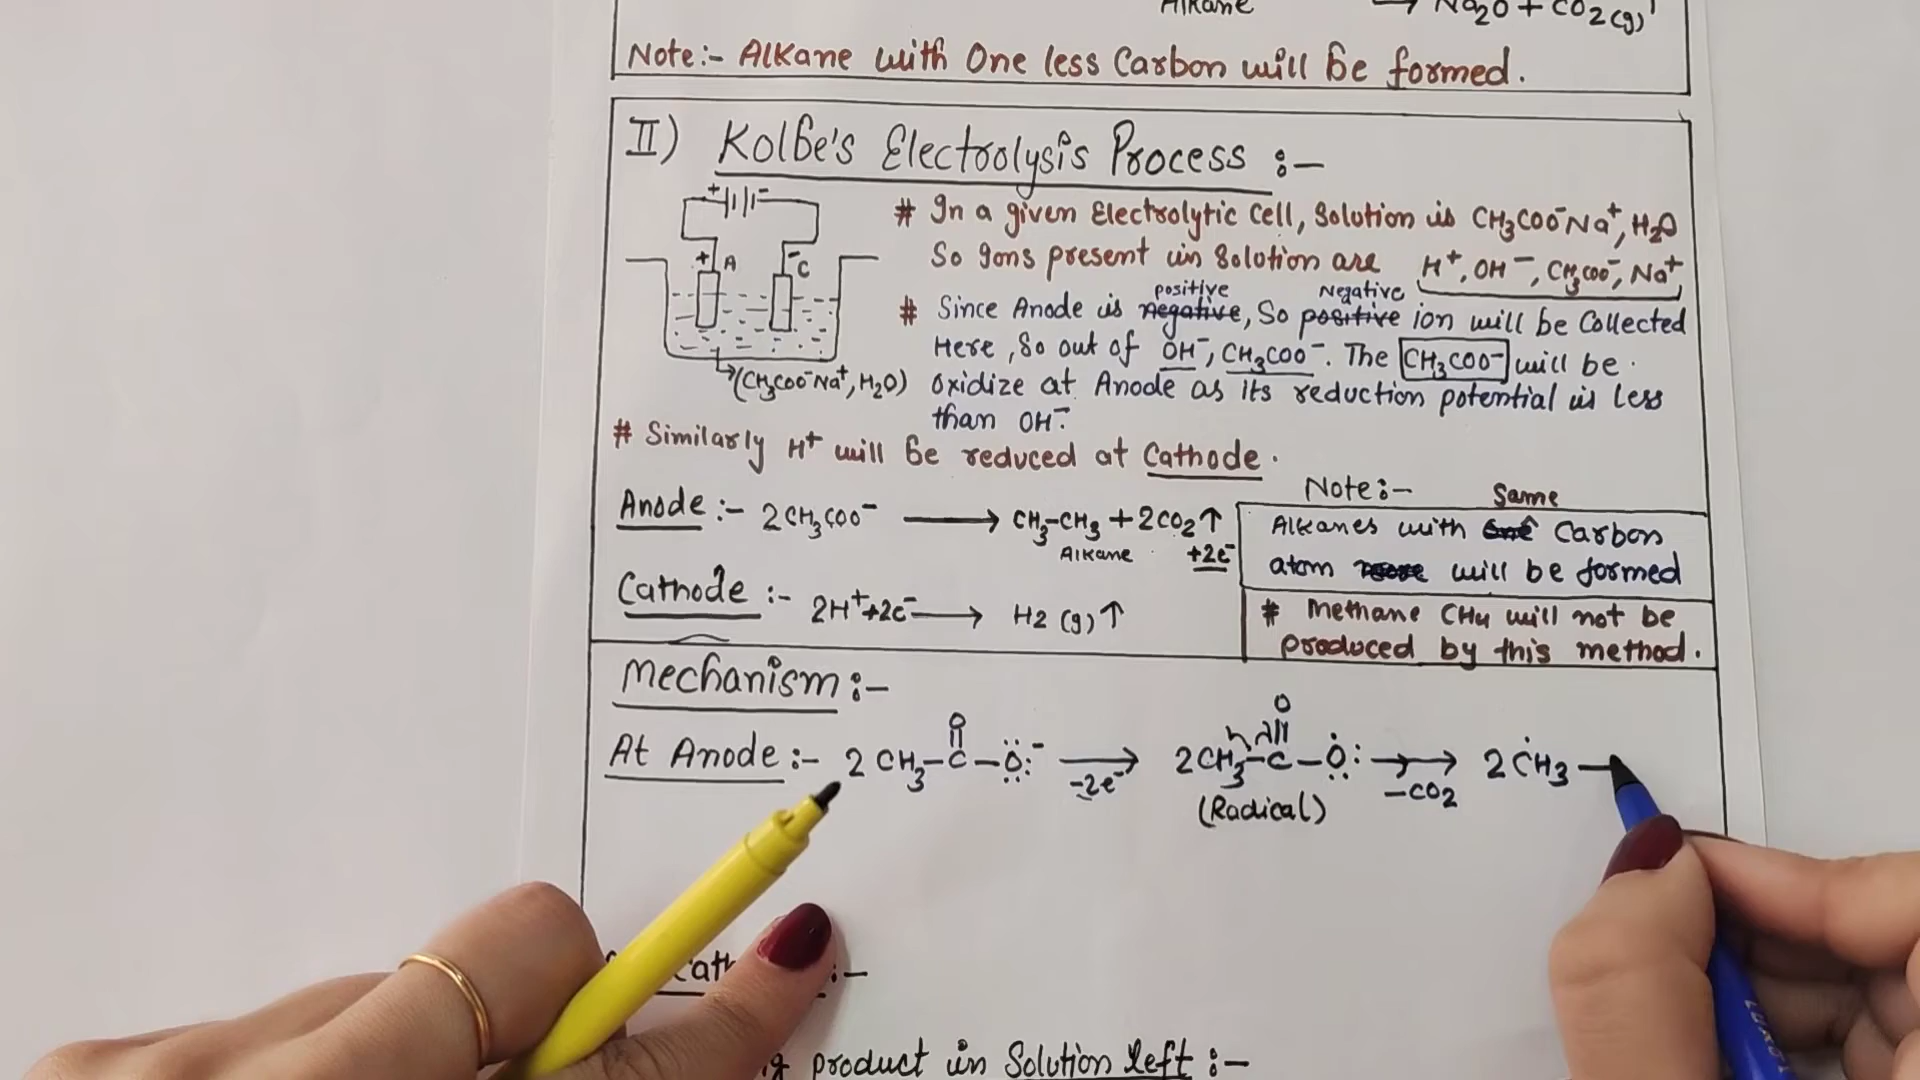 Alkane → Na2O + CO2(g)↑
Note:- Alkane with One less Carbon will be formed.
II) Kolbe's Electrolysis Process :-
+ -
+ A - C
(CH3COO-Na+, H2O)
# In a given Electrolytic Cell, Solution is CH3COO-Na+, H2O
So Ions present in Solution are H+, OH-, CH3COO-, Na+
positive Negative
# Since Anode is negative, So positive ion will be Collected
Here, So out of OH-, CH3COO-. The CH3COO- will be.
oxidize at Anode as its reduction potential is less
than OH-.
# Similarly H+ will be reduced at Cathode.
Anode :- 2CH3COO- → CH3-CH3 + 2CO2↑
Alkane +2e-
Cathode :- 2H+ +2e- → H2 (g)↑
Note:- Same
Alkanes with one Carbon
atom more will be formed
# Methane CH4 will not be
produced by this method.
Mechanism:-
At Anode:- 2 CH3-C-Ö:- → 2CH3-C-Ö: →→ 2ĊH3 —
O O
-2e- -CO2
(Radical)
:-
product in Solution left :-